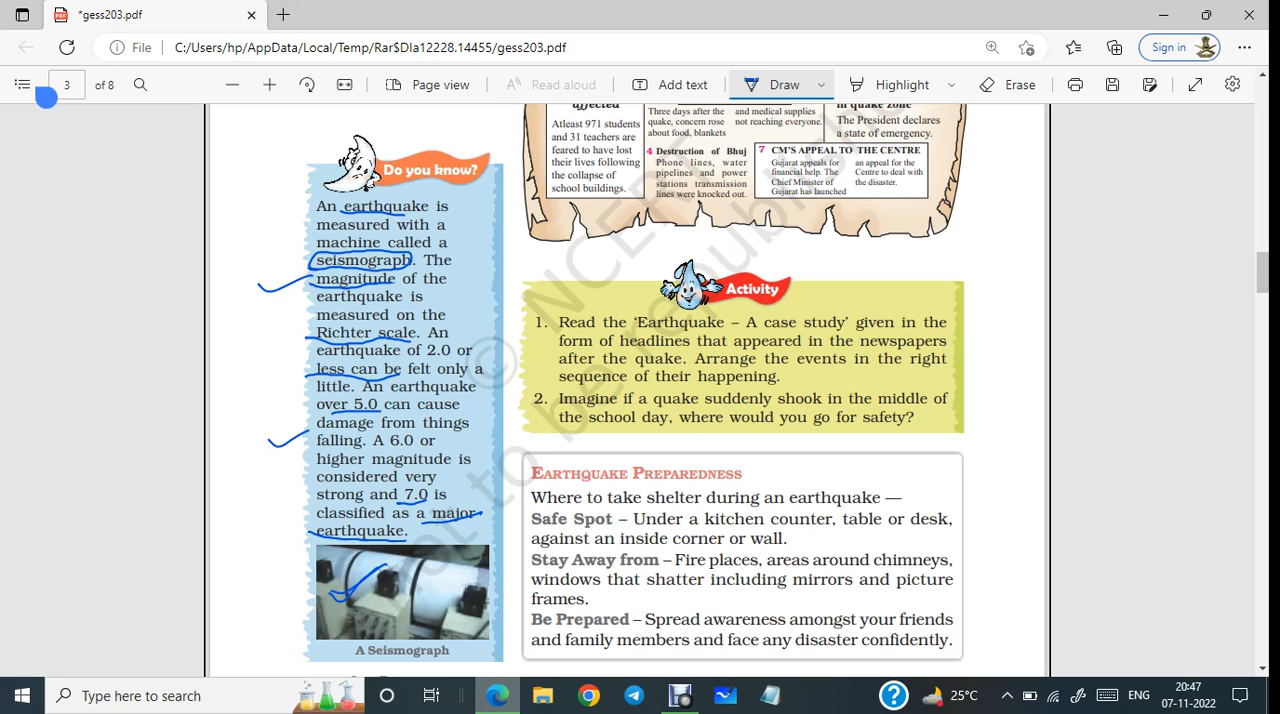 *gess203.pdf
File
C:/Users/hp/AppData/Local/Temp/Rar$DIa12228.14455/gess203.pdf
Sign in
3 of 8
Page view
Read aloud
Add text
Draw
Highlight
Erase
affected
Atleast 971 students
and 31 teachers are
feared to have lost
their lives following
the collapse of
school buildings.
Three days after the
quake, concern rose
about food, blankets
and medical supplies
not reaching everyone.
4 Destruction of Bhuj
Phone lines, water
pipelines and power
stations transmission
lines were knocked out.
in quake zone
The President declares
a state of emergency.
7 CM'S APPEAL TO THE CENTRE
Gujarat appeals for
financial help. The
Chief Minister of
Gujarat has launched
an appeal for the
Centre to deal with
the disaster.
Do you know?
An earthquake is
measured with a
machine called a
seismograph. The
magnitude of the
earthquake is
measured on the
Richter scale. An
earthquake of 2.0 or
less can be felt only a
little. An earthquake
over 5.0 can cause
damage from things
falling. A 6.0 or
higher magnitude is
considered very
strong and 7.0 is
classified as a major
earthquake.
A Seismograph
Activity
1. Read the ‘Earthquake – A case study’ given in the
form of headlines that appeared in the newspapers
after the quake. Arrange the events in the right
sequence of their happening.
2. Imagine if a quake suddenly shook in the middle of
the school day, where would you go for safety?
EARTHQUAKE PREPAREDNESS
Where to take shelter during an earthquake —
Safe Spot – Under a kitchen counter, table or desk,
against an inside corner or wall.
Stay Away from – Fire places, areas around chimneys,
windows that shatter including mirrors and picture
frames.
Be Prepared – Spread awareness amongst your friends
and family members and face any disaster confidently.
© NCERT
not to be republished
Type here to search
25°C
ENG
20:47
07-11-2022